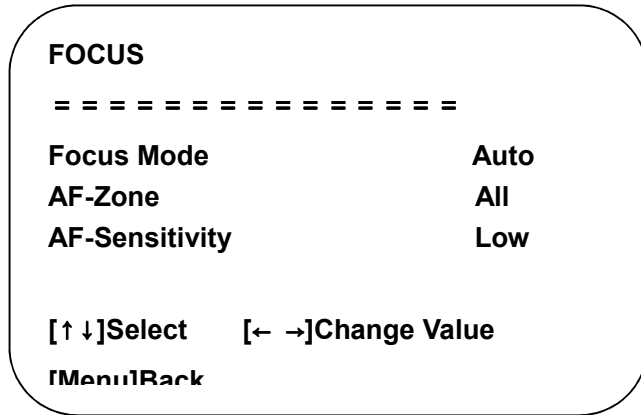 FOCUS
= = = = = = = = = = = = = = =
Focus Mode Auto
AF-Zone All
AF-Sensitivity Low
[↑↓]Select [← →]Change Value
[Menu]Back